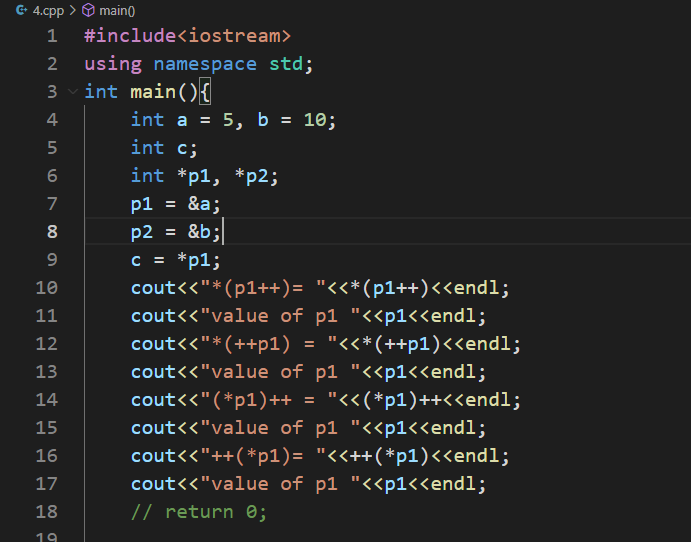 4.cpp > main()
1 #include<iostream>
2 using namespace std;
3 int main(){
4     int a = 5, b = 10;
5     int c;
6     int *p1, *p2;
7     p1 = &a;
8     p2 = &b;
9     c = *p1;
10     cout<<"*(p1++)= "<<*(p1++)<<endl;
11     cout<<"value of p1 "<<p1<<endl;
12     cout<<"*(++p1) = "<<*(++p1)<<endl;
13     cout<<"value of p1 "<<p1<<endl;
14     cout<<"(*p1)++ = "<<(*p1)++<<endl;
15     cout<<"value of p1 "<<p1<<endl;
16     cout<<"++(*p1)= "<<++(*p1)<<endl;
17     cout<<"value of p1 "<<p1<<endl;
18     // return 0;
19